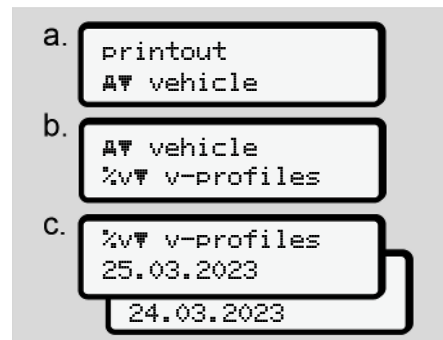 a.
printout
A▼ vehicle
b.
A▼ vehicle
%v▼ v-profiles
c.
%v▼ v-profiles
25.03.2023
24.03.2023